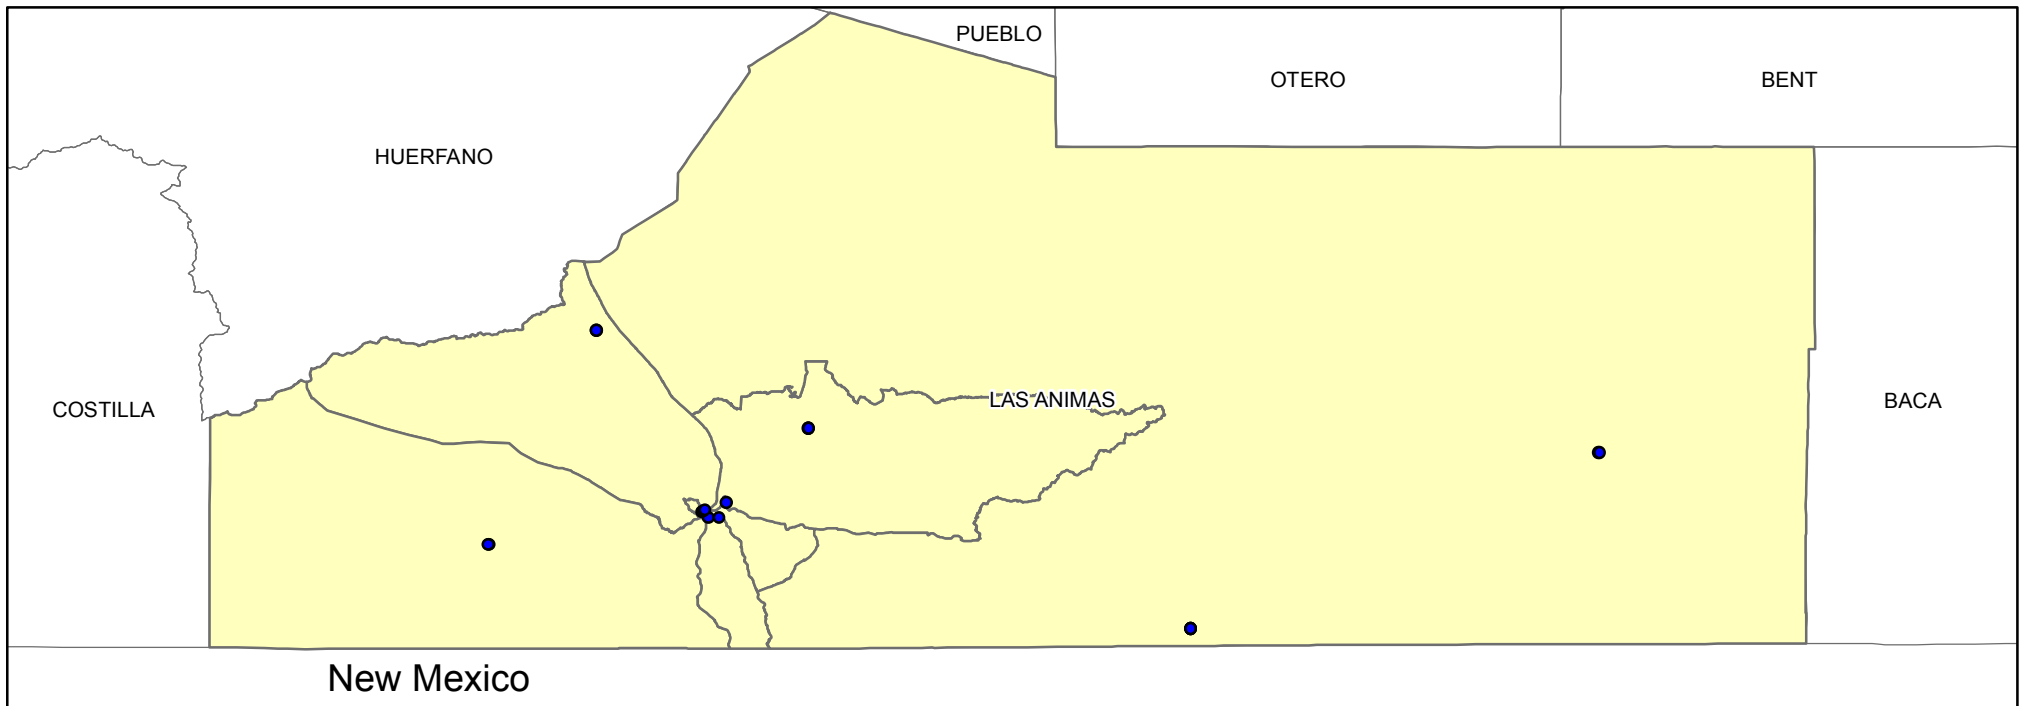 PUEBLO
OTERO
BENT
HUERFANO
LAS ANIMAS
COSTILLA
BACA
New Mexico